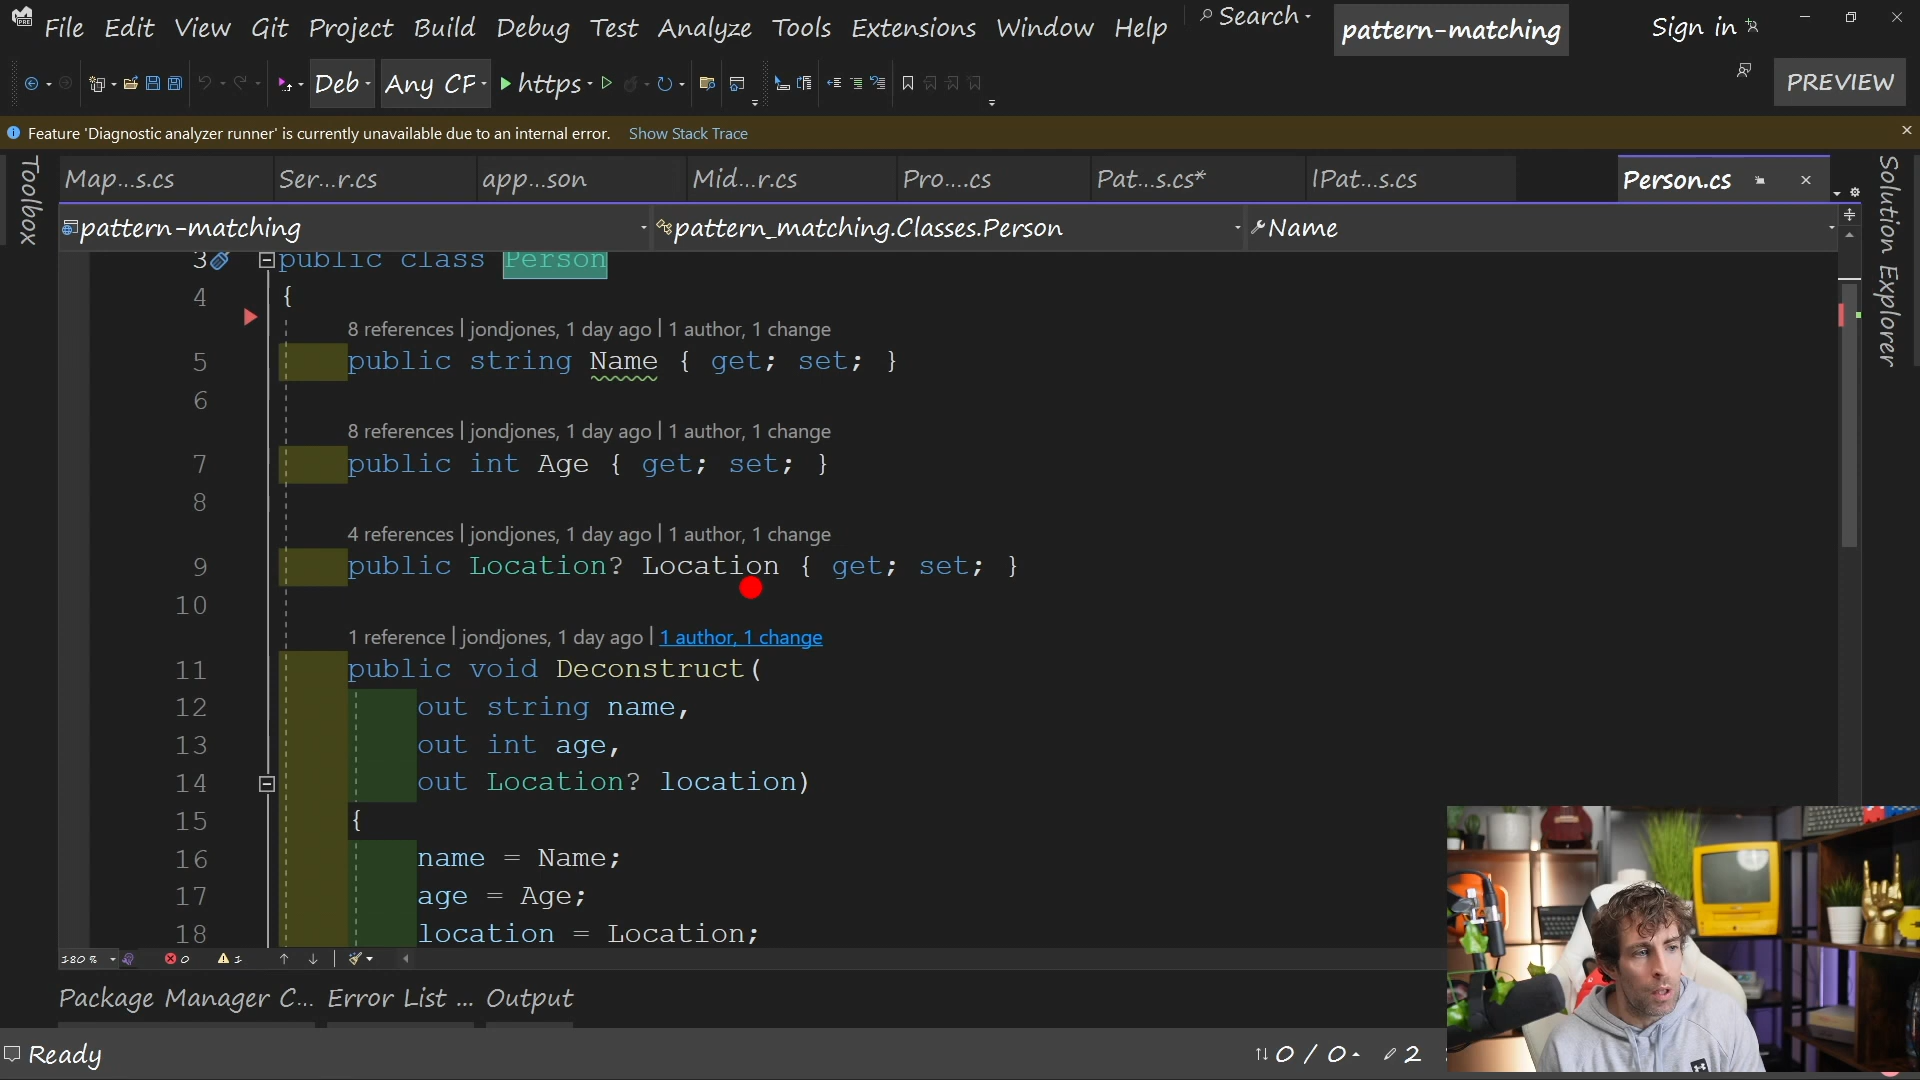 File Edit View Git Project Build Debug Test Analyze Tools Extensions Window Help Search pattern-matching Sign in
Deb Any CF https PREVIEW
Feature 'Diagnostic analyzer runner' is currently unavailable due to an internal error. Show Stack Trace
Toolbox
Map...s.cs Ser...r.cs app...son Mid...r.cs Pro....cs Pat...s.cs* IPat...s.cs Person.cs
Solution Explorer
pattern-matching pattern_matching.Classes.Person Name
3 public class Person
4 {
8 references | jondjones, 1 day ago | 1 author, 1 change
5 public string Name { get; set; }
6
8 references | jondjones, 1 day ago | 1 author, 1 change
7 public int Age { get; set; }
8
4 references | jondjones, 1 day ago | 1 author, 1 change
9 public Location? Location { get; set; }
10
1 reference | jondjones, 1 day ago | 1 author, 1 change
11 public void Deconstruct(
12 out string name,
13 out int age,
14 out Location? location)
15 {
16 name = Name;
17 age = Age;
18 location = Location;
180 % 0 1
Package Manager C... Error List ... Output
Ready 0 / 0 2